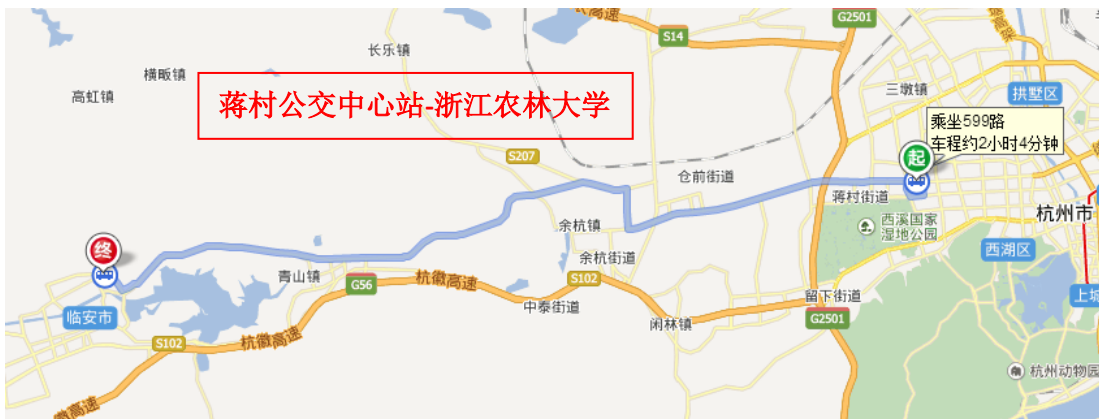 长高速
G2501
S14
长乐镇
横畈镇
高虹镇
三墩镇
拱墅区
蒋村公交中心站-浙江农林大学
乘坐599路
车程约2小时4分钟
起
S207
仓前街道
蒋村街道
杭州市
西溪国家
湿地公园
余杭镇
西湖区
终
余杭街道
青山镇
杭徽高速
G56
S102
上城
中泰街道
留下街道
临安市
闲林镇
G2501
杭徽高速
S102
杭州动物园
徽高速